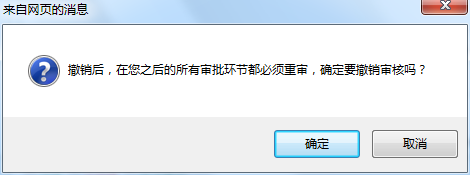 来自网页的消息
撤销后，在您之后的所有审批环节都必须重审，确定要撤销审核吗？
确定
取消